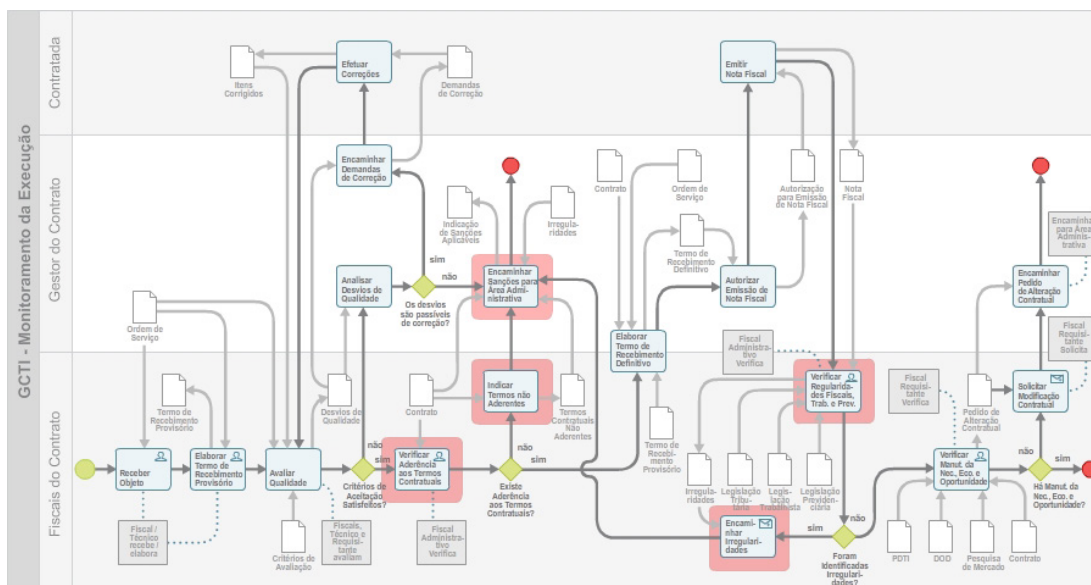 GCTI - Monitoramento da Execução
Contratada
Gestor do Contrato
Fiscais do Contrato
Itens
Corrigidos
Efetuar
Correções
Demandas
de Correção
Emitir
Nota Fiscal
Encaminhar
Demandas
de Correção
Indicação
de Sanções
Aplicáveis
Irregula-
ridades
Contrato
Ordem de
Serviço
Termo de
Recebimento
Definitivo
Autorização
para Emissão
de Nota Fiscal
Nota
Fiscal
Encaminha
para Área
Adminis-
trativa
Ordem de
Serviço
Analisar
Desvios de
Qualidade
sim
não
Os desvios
são passíveis
de correção?
Encaminhar
Sanções para
Área Admi-
nistrativa
Autorizar
Emissão de
Nota Fiscal
Encaminhar
Pedido
de Alteração
Contratual
Elaborar
Termo de
Recebimento
Definitivo
Fiscal
Administra-
tivo
Verifica
Fiscal
Requisi-
tante
Solicita
Termo de
Recebimento
Provisório
Desvios de
Qualidade
Contrato
Indicar
Termos não
Aderentes
Termos
Contratuais
Não
Aderentes
Termo de
Recebi-
mento
Provisório
Verificar
Regularida-
des Fiscais,
Trab. e Prev.
Fiscal
Requisi-
tante
Verifica
Pedido de
Alteração
Contratual
Solicitar
Modificação
Contratual
Receber
Objeto
Elaborar
Termo de
Recebimento
Provisório
Avaliar
Qualidade
não
sim
Critérios de
Aceitação
Satisfeitos?
Verificar
Aderência
aos Termos
Contratuais
não
sim
Existe
Aderência
aos Termos
Contratuais?
Irregula-
ridades
Legislação
Tribu-
tária
Legis-
lação
Trabalhista
Legislação
Previden-
ciária
Verificar
Manut. da
Nec., Eco. e
Oportunidade
não
sim
Há Manut. da
Nec., Eco. e
Oportunidade?
Fiscal /
Técnico
recebe /
elabora
Critérios de
Avaliação
Fiscais,
Técnico e
Requisi-
tante
avaliam
Fiscal
Adminis-
trativo
Verifica
Encami-
nhar
Irregulari-
dades
sim
não
Foram
Identificadas
Irregulari-
dades?
PDTI
DOD
Pesquisa
de Mercado
Contrato